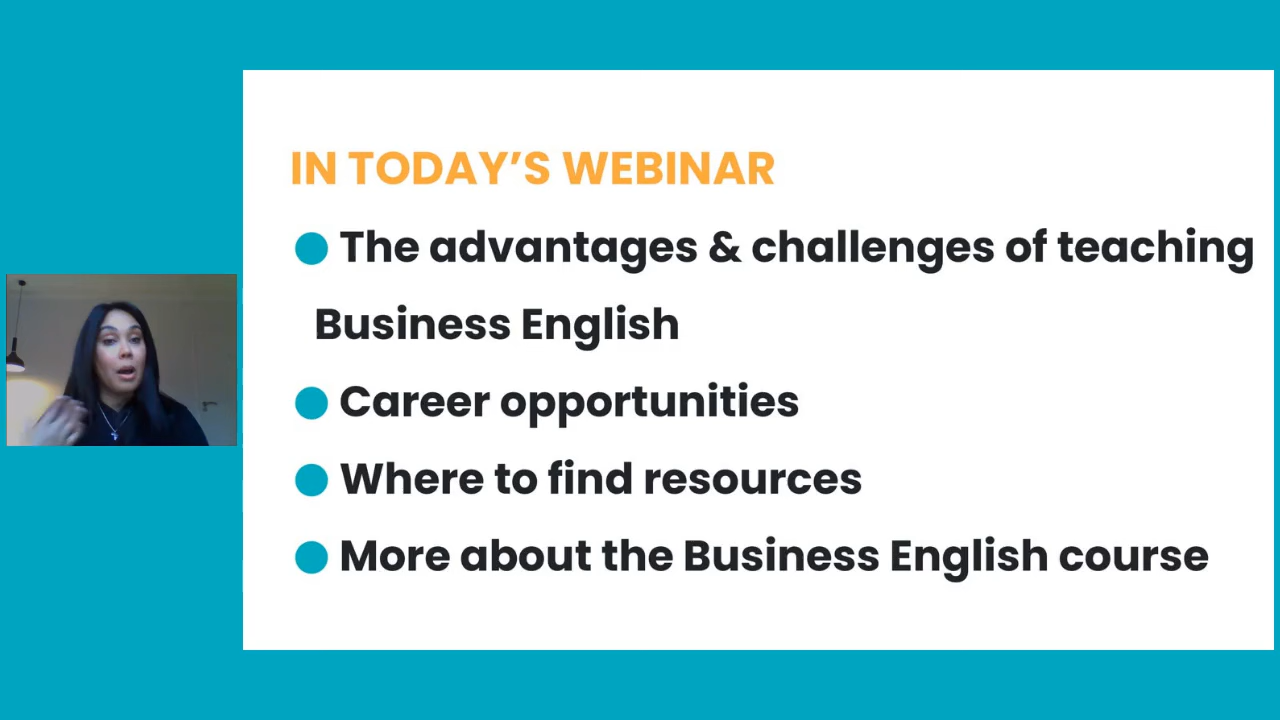 IN TODAY’S WEBINAR
● The advantages & challenges of teaching
Business English
● Career opportunities
● Where to find resources
● More about the Business English course